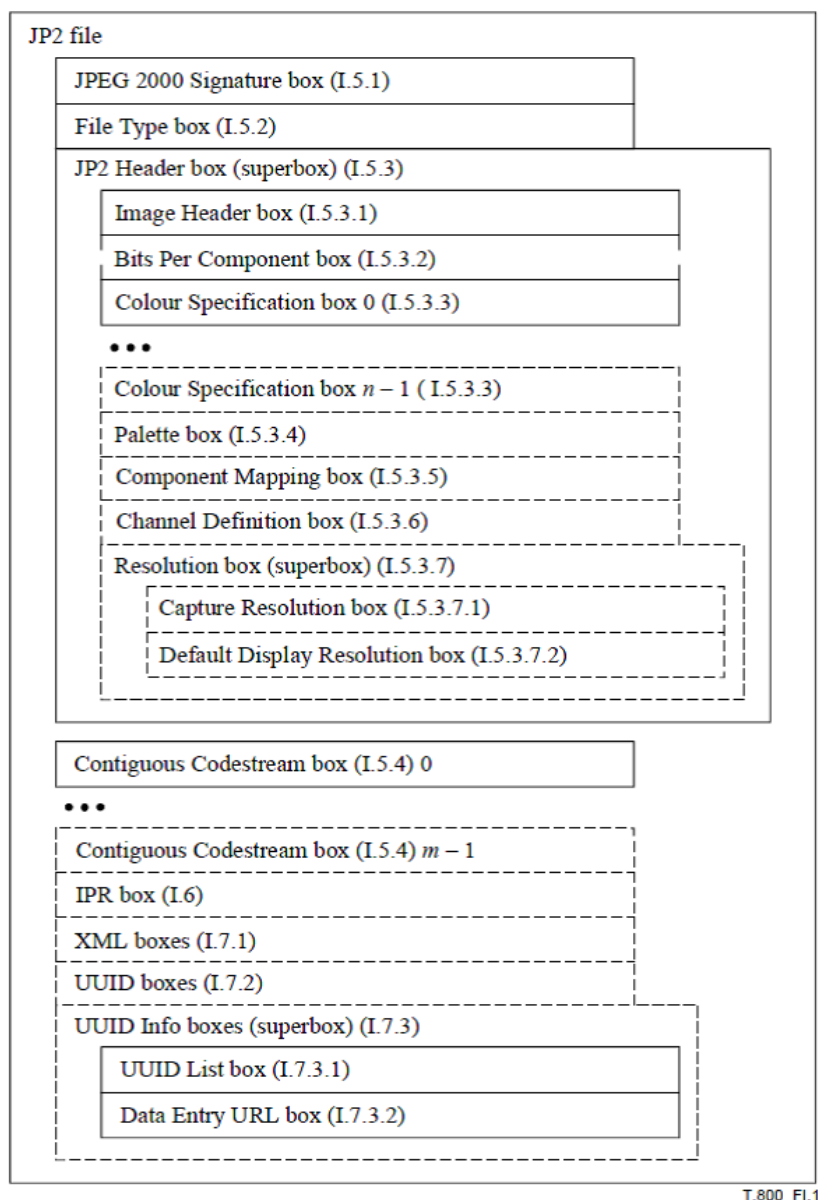 JP2 file
JPEG 2000 Signature box (I.5.1)
File Type box (I.5.2)
JP2 Header box (superbox) (I.5.3)
Image Header box (I.5.3.1)
Bits Per Component box (I.5.3.2)
Colour Specification box 0 (I.5.3.3)
•••
Colour Specification box n – 1 ( I.5.3.3)
Palette box (I.5.3.4)
Component Mapping box (I.5.3.5)
Channel Definition box (I.5.3.6)
Resolution box (superbox) (I.5.3.7)
Capture Resolution box (I.5.3.7.1)
Default Display Resolution box (I.5.3.7.2)
Contiguous Codestream box (I.5.4) 0
•••
Contiguous Codestream box (I.5.4) m – 1
IPR box (I.6)
XML boxes (I.7.1)
UUID boxes (I.7.2)
UUID Info boxes (superbox) (I.7.3)
UUID List box (I.7.3.1)
Data Entry URL box (I.7.3.2)
T.800_FI.1